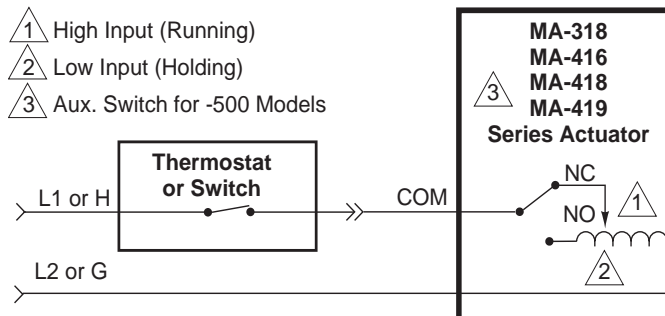 1 High Input (Running)
2 Low Input (Holding)
3 Aux. Switch for -500 Models
MA-318
MA-416
MA-418
MA-419
Series Actuator
3
Thermostat
or Switch
L1 or H
COM
NC
NO
1
2
L2 or G